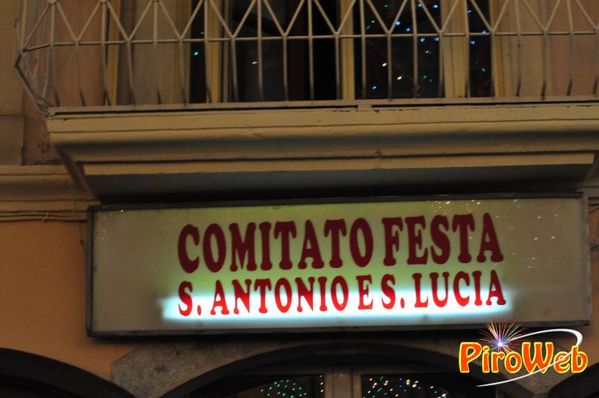 COMITATO FESTA
S. ANTONIO E S. LUCIA
PiroWeb